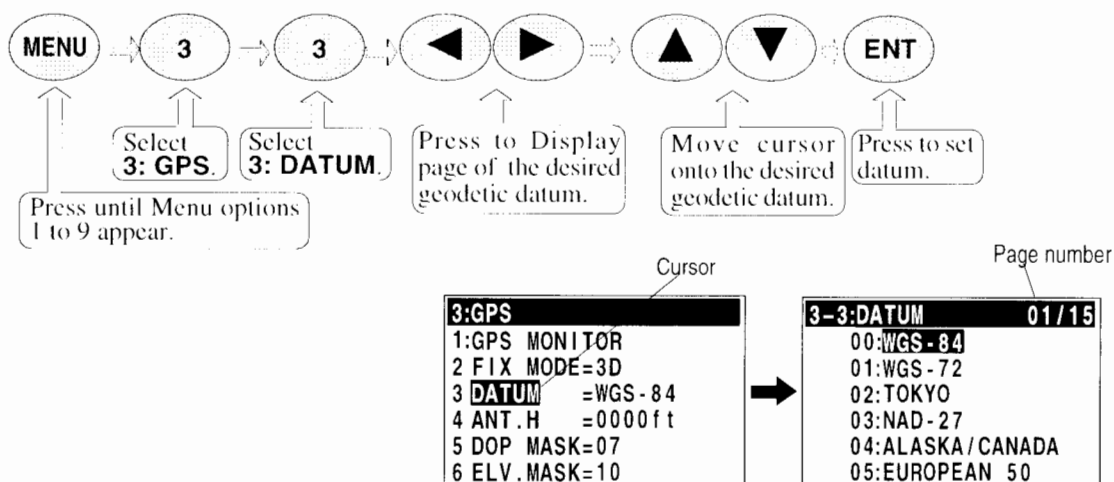 MENU
3
3
ENT
Select
3: GPS.
Select
3: DATUM.
Press to Display
page of the desired
geodetic datum.
Move cursor
onto the desired
geodetic datum.
Press to set
datum.
Press until Menu options
1 to 9 appear.
Cursor
Page number
3:GPS
1:GPS MONITOR
2 FIX MODE=3D
3 DATUM =WGS-84
4 ANT.H =0000ft
5 DOP MASK=07
6 ELV.MASK=10
3-3:DATUM 01/15
00:WGS-84
01:WGS-72
02:TOKYO
03:NAD-27
04:ALASKA/CANADA
05:EUROPEAN 50